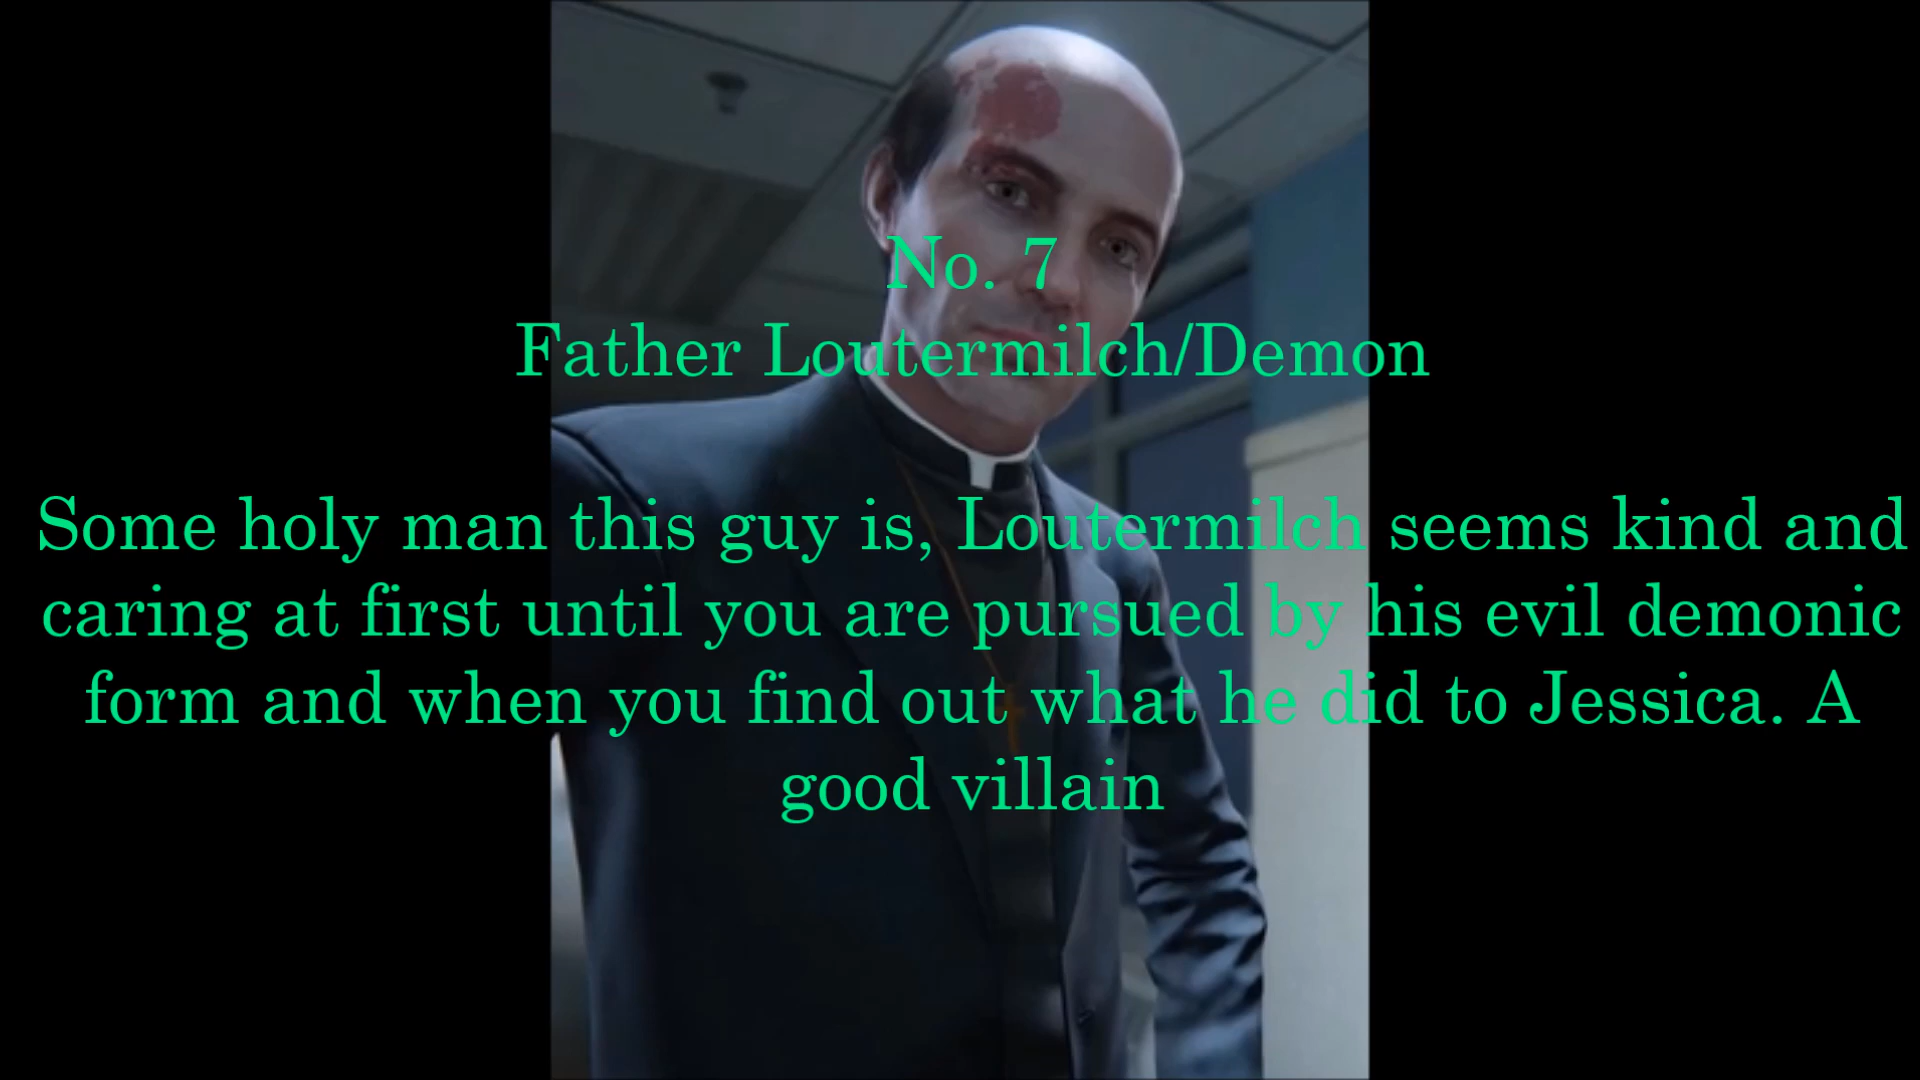 No. 7
Father Loutermilch/Demon
Some holy man this guy is, Loutermilch seems kind and
caring at first until you are pursued by his evil demonic
form and when you find out what he did to Jessica. A
good villain